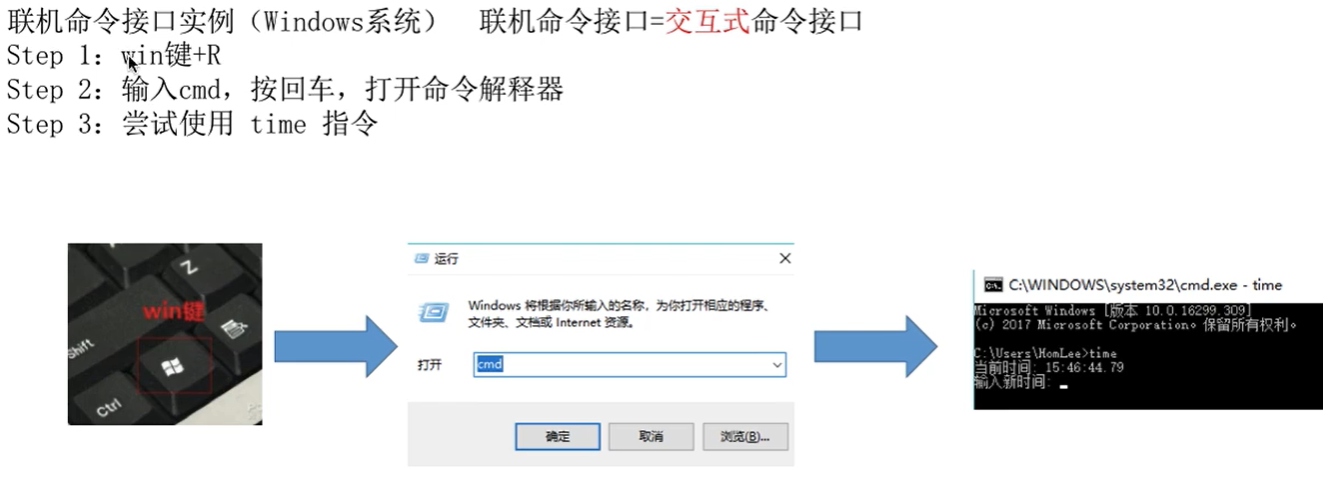 联机命令接口实例（Windows系统）  联机命令接口=交互式命令接口
Step 1：win键+R
Step 2：输入cmd，按回车，打开命令解释器
Step 3：尝试使用 time 指令
Z
win键
Shift
Ctrl
运行
Windows 将根据你所输入的名称，为你打开相应的程序、
文件夹、文档或 Internet 资源。
打开
cmd
确定 取消 浏览(B)...
C:\WINDOWS\system32\cmd.exe - time
Microsoft Windows [版本 10.0.16299.309]
(c) 2017 Microsoft Corporation。保留所有权利。
C:\Users\HomLee>time
当前时间: 15:46:44.79
输入新时间: